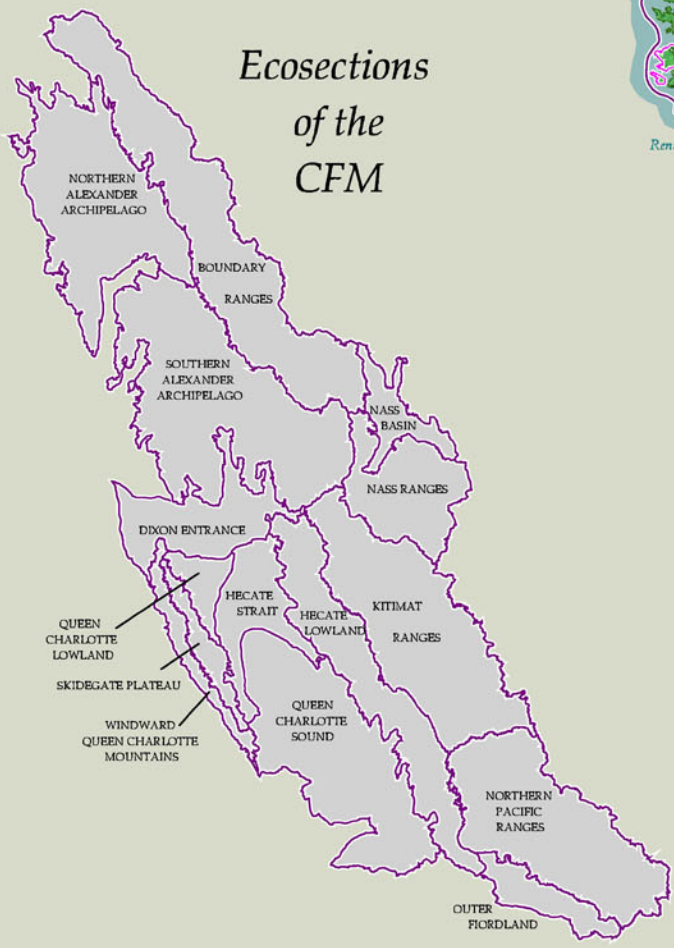 Ecosections
of the
CFM
Ren
NORTHERN
ALEXANDER
ARCHIPELAGO
BOUNDARY
RANGES
SOUTHERN
ALEXANDER
ARCHIPELAGO
NASS
BASIN
NASS RANGES
DIXON ENTRANCE
HECATE
STRAIT
HECATE
LOWLAND
KITIMAT
RANGES
QUEEN
CHARLOTTE
LOWLAND
SKIDEGATE PLATEAU
WINDWARD
QUEEN CHARLOTTE
MOUNTAINS
QUEEN
CHARLOTTE
SOUND
NORTHERN
PACIFIC
RANGES
OUTER
FIORDLAND